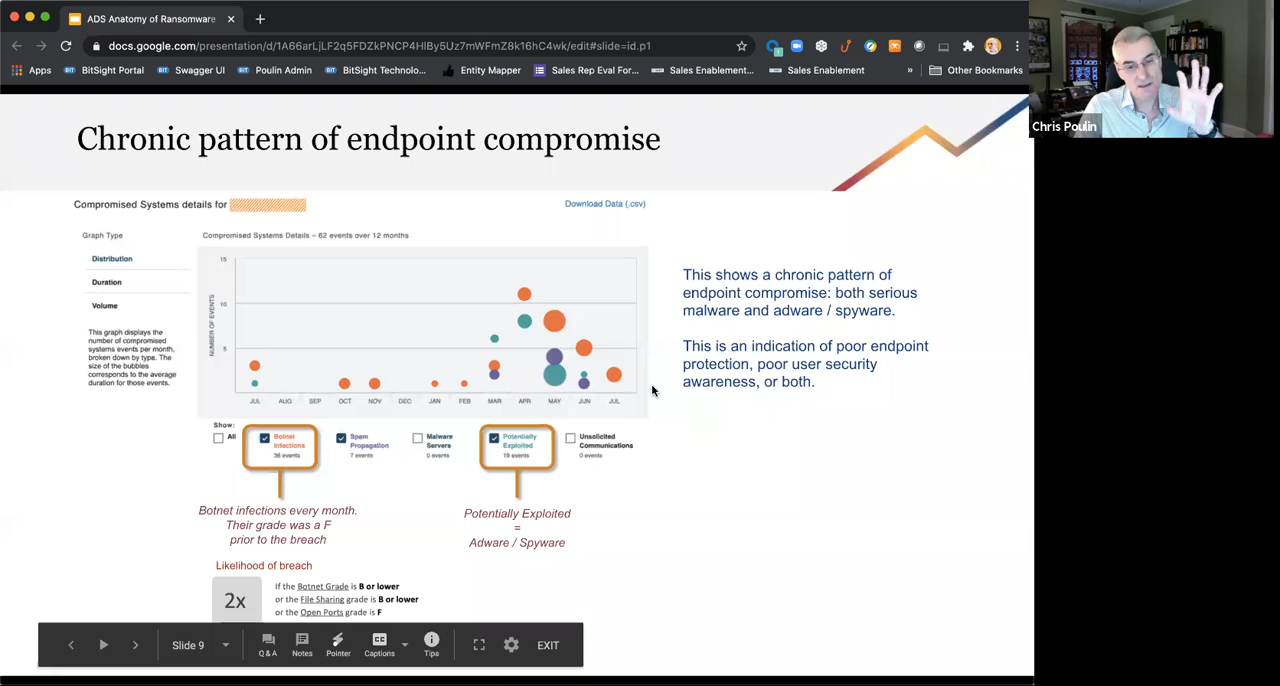 ADS Anatomy of Ransomware
docs.google.com/presentation/d/1A66arLjLF2q5FDZkPNCP4HIBy5Uz7mWFmZ8k16hC4wk/edit#slide=id.p1
Apps
BitSight Portal
Swagger UI
Poulin Admin
BitSight Technolo...
Entity Mapper
Sales Rep Eval For...
Sales Enablement...
Sales Enablement
»
Other Bookmarks
Chris Poulin
Chronic pattern of endpoint compromise
Compromised Systems details for
Download Data (.csv)
Graph Type
Distribution
Duration
Volume
This graph displays the
number of compromised
systems events per month,
broken down by type. The
size of the bubbles
corresponds to the average
duration for those events.
Compromised Systems Details – 62 events over 12 months
NUMBER OF EVENTS
15
10
5
JUL AUG SEP OCT NOV DEC JAN FEB MAR APR MAY JUN JUL
Show:
All
Botnet
Infections
36 events
Spam
Propagation
7 events
Malware
Servers
0 events
Potentially
Exploited
19 events
Unsolicited
Communications
0 events
This shows a chronic pattern of
endpoint compromise: both serious
malware and adware / spyware.
This is an indication of poor endpoint
protection, poor user security
awareness, or both.
Botnet infections every month.
Their grade was a F
prior to the breach
Potentially Exploited
=
Adware / Spyware
Likelihood of breach
2x
If the Botnet Grade is B or lower
or the File Sharing grade is B or lower
or the Open Ports grade is F
Slide 9
Q & A
Notes
Pointer
Captions
Tips
EXIT